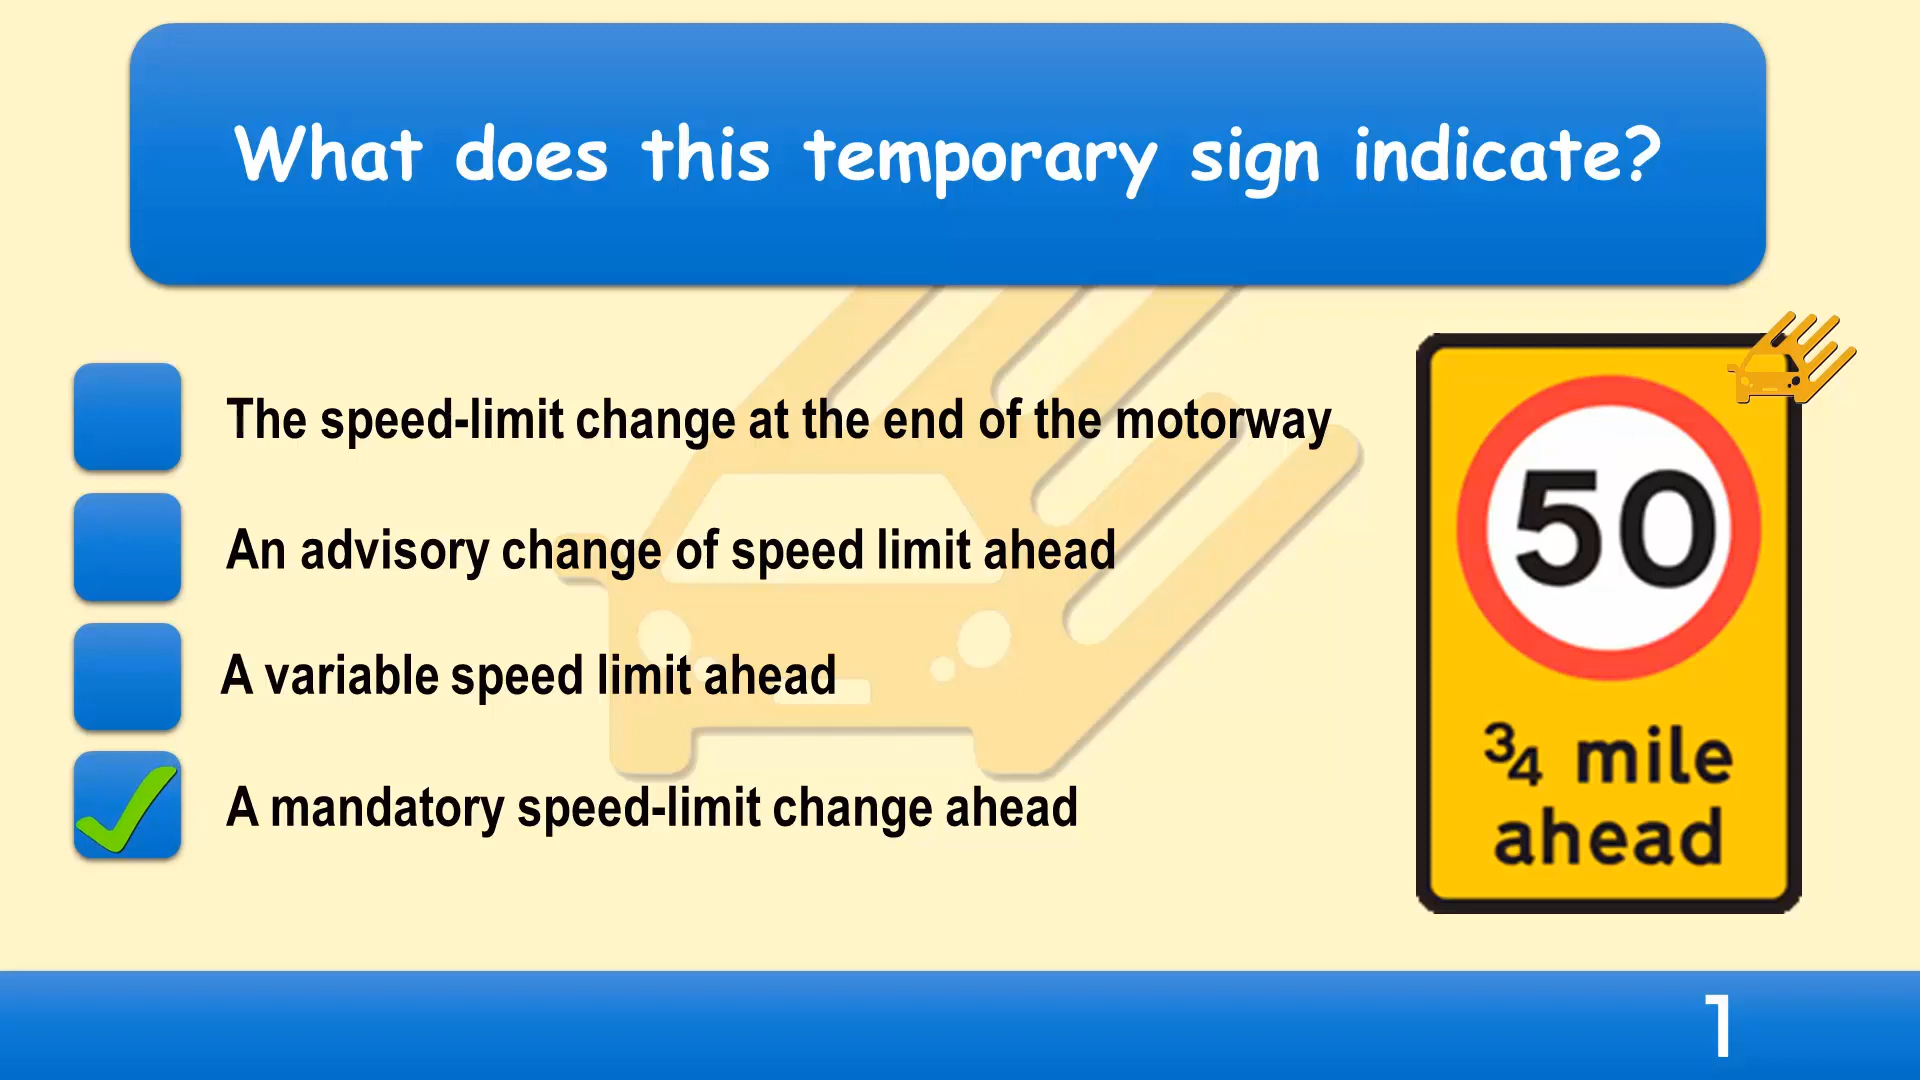 What does this temporary sign indicate?
The speed-limit change at the end of the motorway
An advisory change of speed limit ahead
A variable speed limit ahead
A mandatory speed-limit change ahead
50
¾ mile
ahead
1